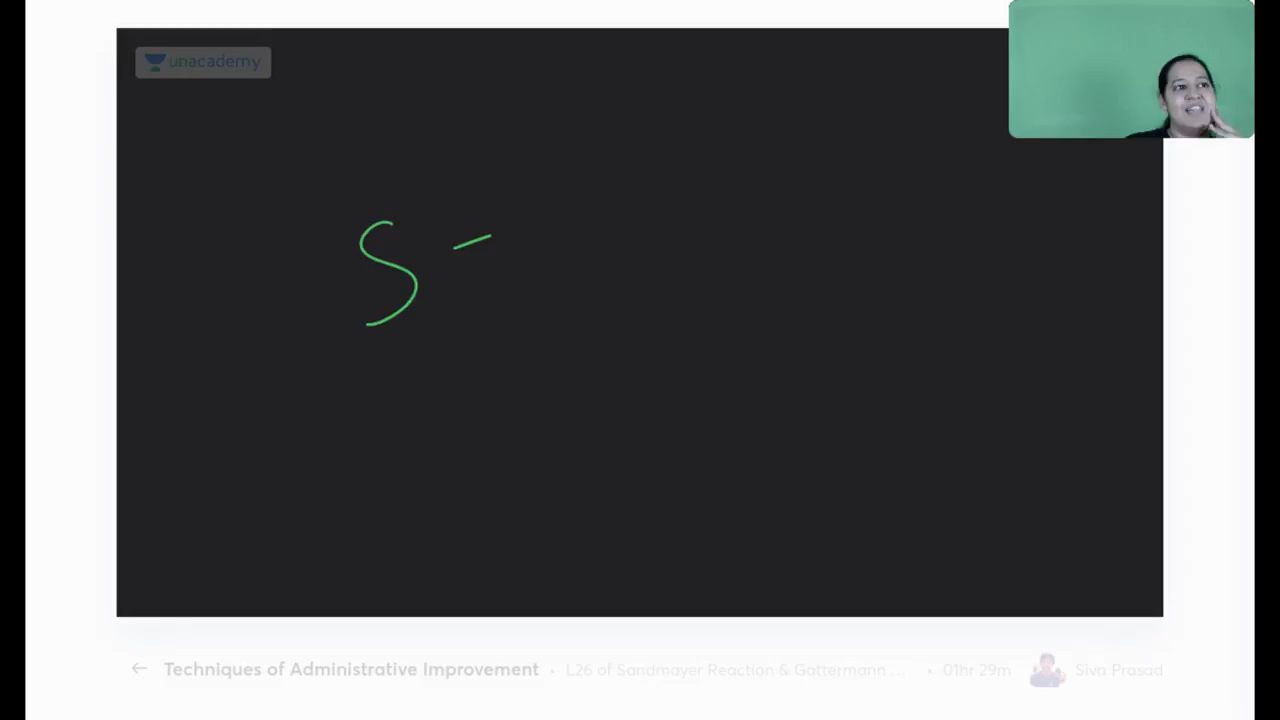 unacademy
S -
← Techniques of Administrative Improvement • L26 of Sandmayer Reaction & Gattermann ... • 01hr 29m Siva Prasad